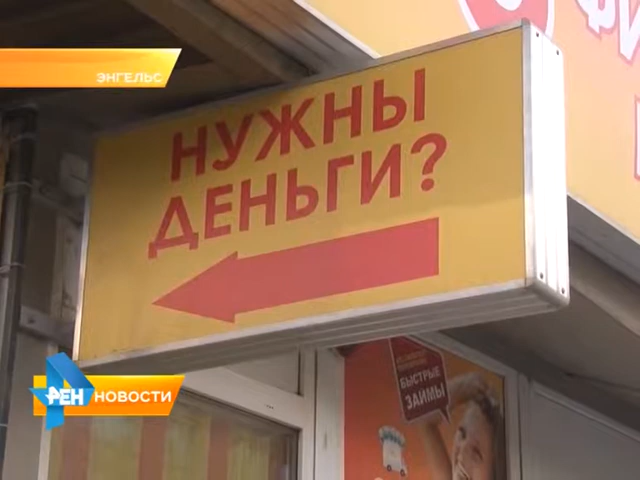 ЭНГЕЛЬС
НУЖНЫ
ДЕНЬГИ?
БЫСТРЫЕ
ЗАЙМЫ
РЕН НОВОСТИ